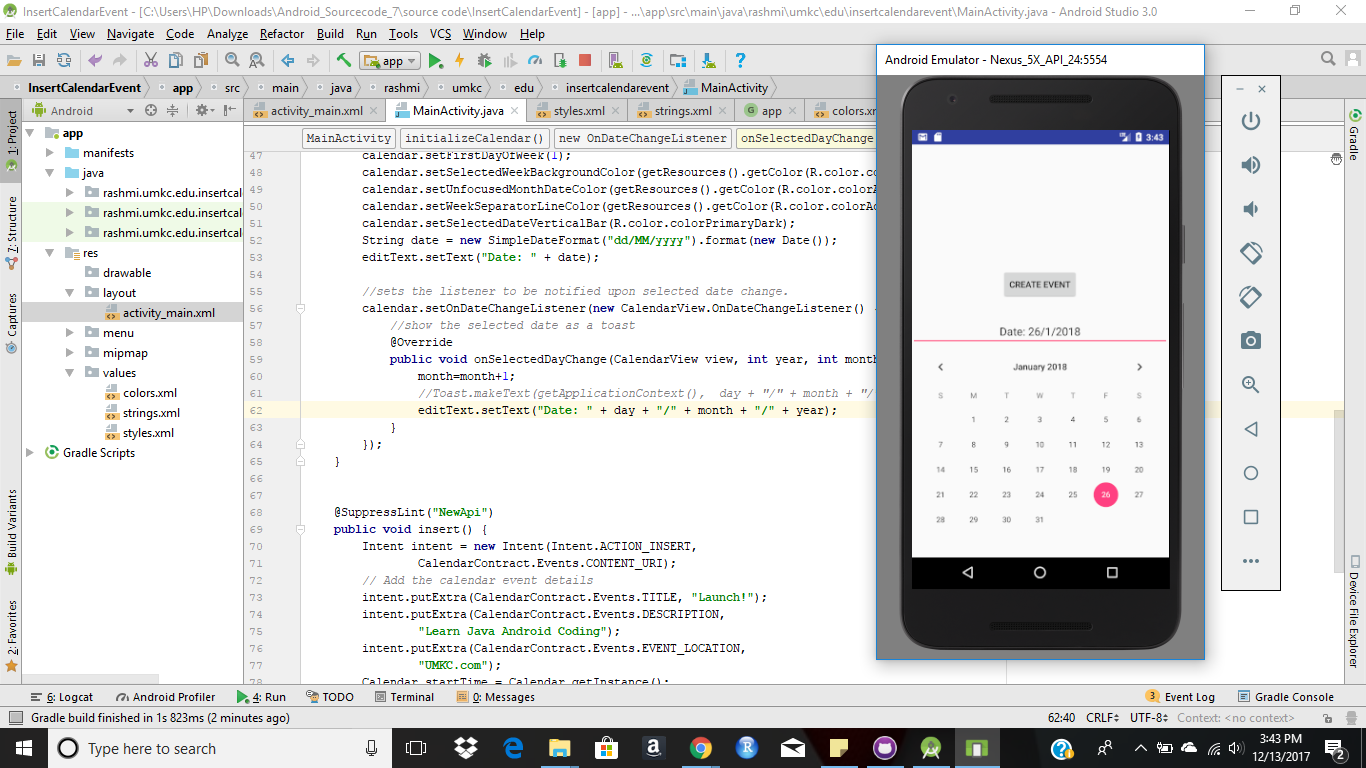 InsertCalendarEvent - [C:\Users\HP\Downloads\Android_Sourcecode_7\source code\InsertCalendarEvent] - [app] - ...\app\src\main\java\rashmi\umkc\edu\insertcalendarevent\MainActivity.java - Android Studio 3.0
File Edit View Navigate Code Analyze Refactor Build Run Tools VCS Window Help
app
InsertCalendarEvent app src main java rashmi umkc edu insertcalendarevent MainActivity
Android
activity_main.xml MainActivity.java styles.xml strings.xml app colors.xm
MainActivity initializeCalendar() new OnDateChangeListener onSelectedDayChange
1: Project
7: Structure
Captures
Build Variants
2: Favorites
app
manifests
java
rashmi.umkc.edu.insertcal
rashmi.umkc.edu.insertcal
rashmi.umkc.edu.insertcal
res
drawable
layout
activity_main.xml
menu
mipmap
values
colors.xml
strings.xml
styles.xml
Gradle Scripts
47 calendar.setFirstDayOfWeek(1);
48 calendar.setSelectedWeekBackgroundColor(getResources().getColor(R.color.co
49 calendar.setUnfocusedMonthDateColor(getResources().getColor(R.color.colorA
50 calendar.setWeekSeparatorLineColor(getResources().getColor(R.color.colorAc
51 calendar.setSelectedDateVerticalBar(R.color.colorPrimaryDark);
52 String date = new SimpleDateFormat("dd/MM/yyyy").format(new Date());
53 editText.setText("Date: " + date);
54
55 //sets the listener to be notified upon selected date change.
56 calendar.setOnDateChangeListener(new CalendarView.OnDateChangeListener() {
57 //show the selected date as a toast
58 @Override
59 public void onSelectedDayChange(CalendarView view, int year, int month
60 month=month+1;
61 //Toast.makeText(getApplicationContext(), day + "/" + month + "/
62 editText.setText("Date: " + day + "/" + month + "/" + year);
63 }
64 });
65 }
66
67
68 @SuppressLint("NewApi")
69 public void insert() {
70 Intent intent = new Intent(Intent.ACTION_INSERT,
71 CalendarContract.Events.CONTENT_URI);
72 // Add the calendar event details
73 intent.putExtra(CalendarContract.Events.TITLE, "Launch!");
74 intent.putExtra(CalendarContract.Events.DESCRIPTION,
75 "Learn Java Android Coding");
76 intent.putExtra(CalendarContract.Events.EVENT_LOCATION,
77 "UMKC.com");
78 Calendar startTime = Calendar.getInstance();
Android Emulator - Nexus_5X_API_24:5554
3:43
CREATE EVENT
Date: 26/1/2018
January 2018
S M T W T F S
1 2 3 4 5 6
7 8 9 10 11 12 13
14 15 16 17 18 19 20
21 22 23 24 25 26 27
28 29 30 31
Gradle
Device File Explorer
6: Logcat Android Profiler 4: Run TODO Terminal 0: Messages 3 Event Log Gradle Console
Gradle build finished in 1s 823ms (2 minutes ago) 62:40 CRLF UTF-8 Context: <no context>
Type here to search
3:43 PM
12/13/2017
2